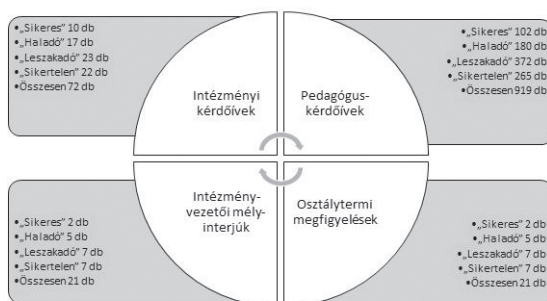 •„Sikeres” 10 db
•„Haladó” 17 db
•„Leszakadó” 23 db
•„Sikertelen” 22 db
•Összesen 72 db
Intézményi
kérdőívek
Pedagógus-
kérdőívek
•„Sikeres” 102 db
•„Haladó” 180 db
•„Leszakadó” 372 db
•„Sikertelen” 265 db
•Összesen 919 db
•„Sikeres” 2 db
•„Haladó” 5 db
•„Leszakadó” 7 db
•„Sikertelen” 7 db
•Összesen 21 db
Intézmény-
vezetői mély-
interjúk
Osztálytermi
megfigyelések
•„Sikeres” 2 db
•„Haladó” 5 db
•„Leszakadó” 7 db
•„Sikertelen” 7 db
•Összesen 21 db